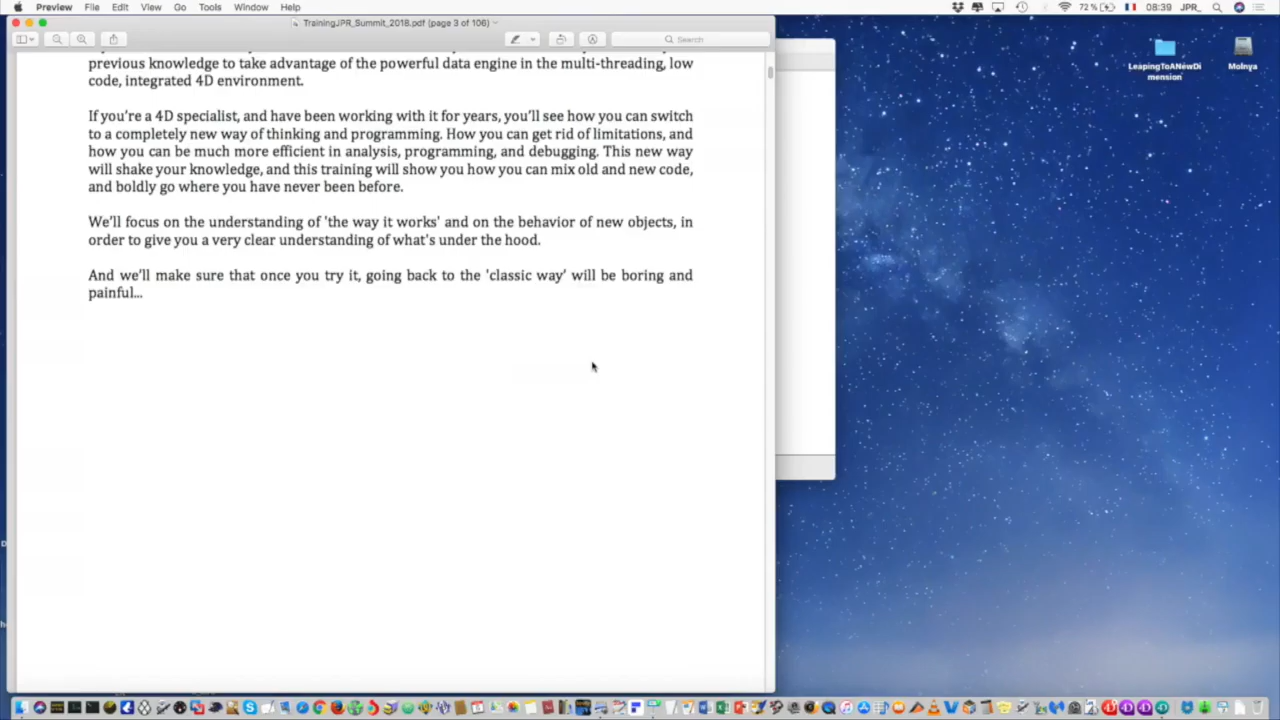 Preview File Edit View Go Tools Window Help 72 % JPR_ 08:39
TrainingJPR_Summit_2018.pdf (page 3 of 106)
Search
previous knowledge to take advantage of the powerful data engine in the multi-threading, low
code, integrated 4D environment.
If you're a 4D specialist, and have been working with it for years, you'll see how you can switch
to a completely new way of thinking and programming. How you can get rid of limitations, and
how you can be much more efficient in analysis, programming, and debugging. This new way
will shake your knowledge, and this training will show you how you can mix old and new code,
and boldly go where you have never been before.
We'll focus on the understanding of 'the way it works' and on the behavior of new objects, in
order to give you a very clear understanding of what's under the hood.
And we'll make sure that once you try it, going back to the 'classic way' will be boring and
painful...
LeapingToANewDi
mension
Molnya